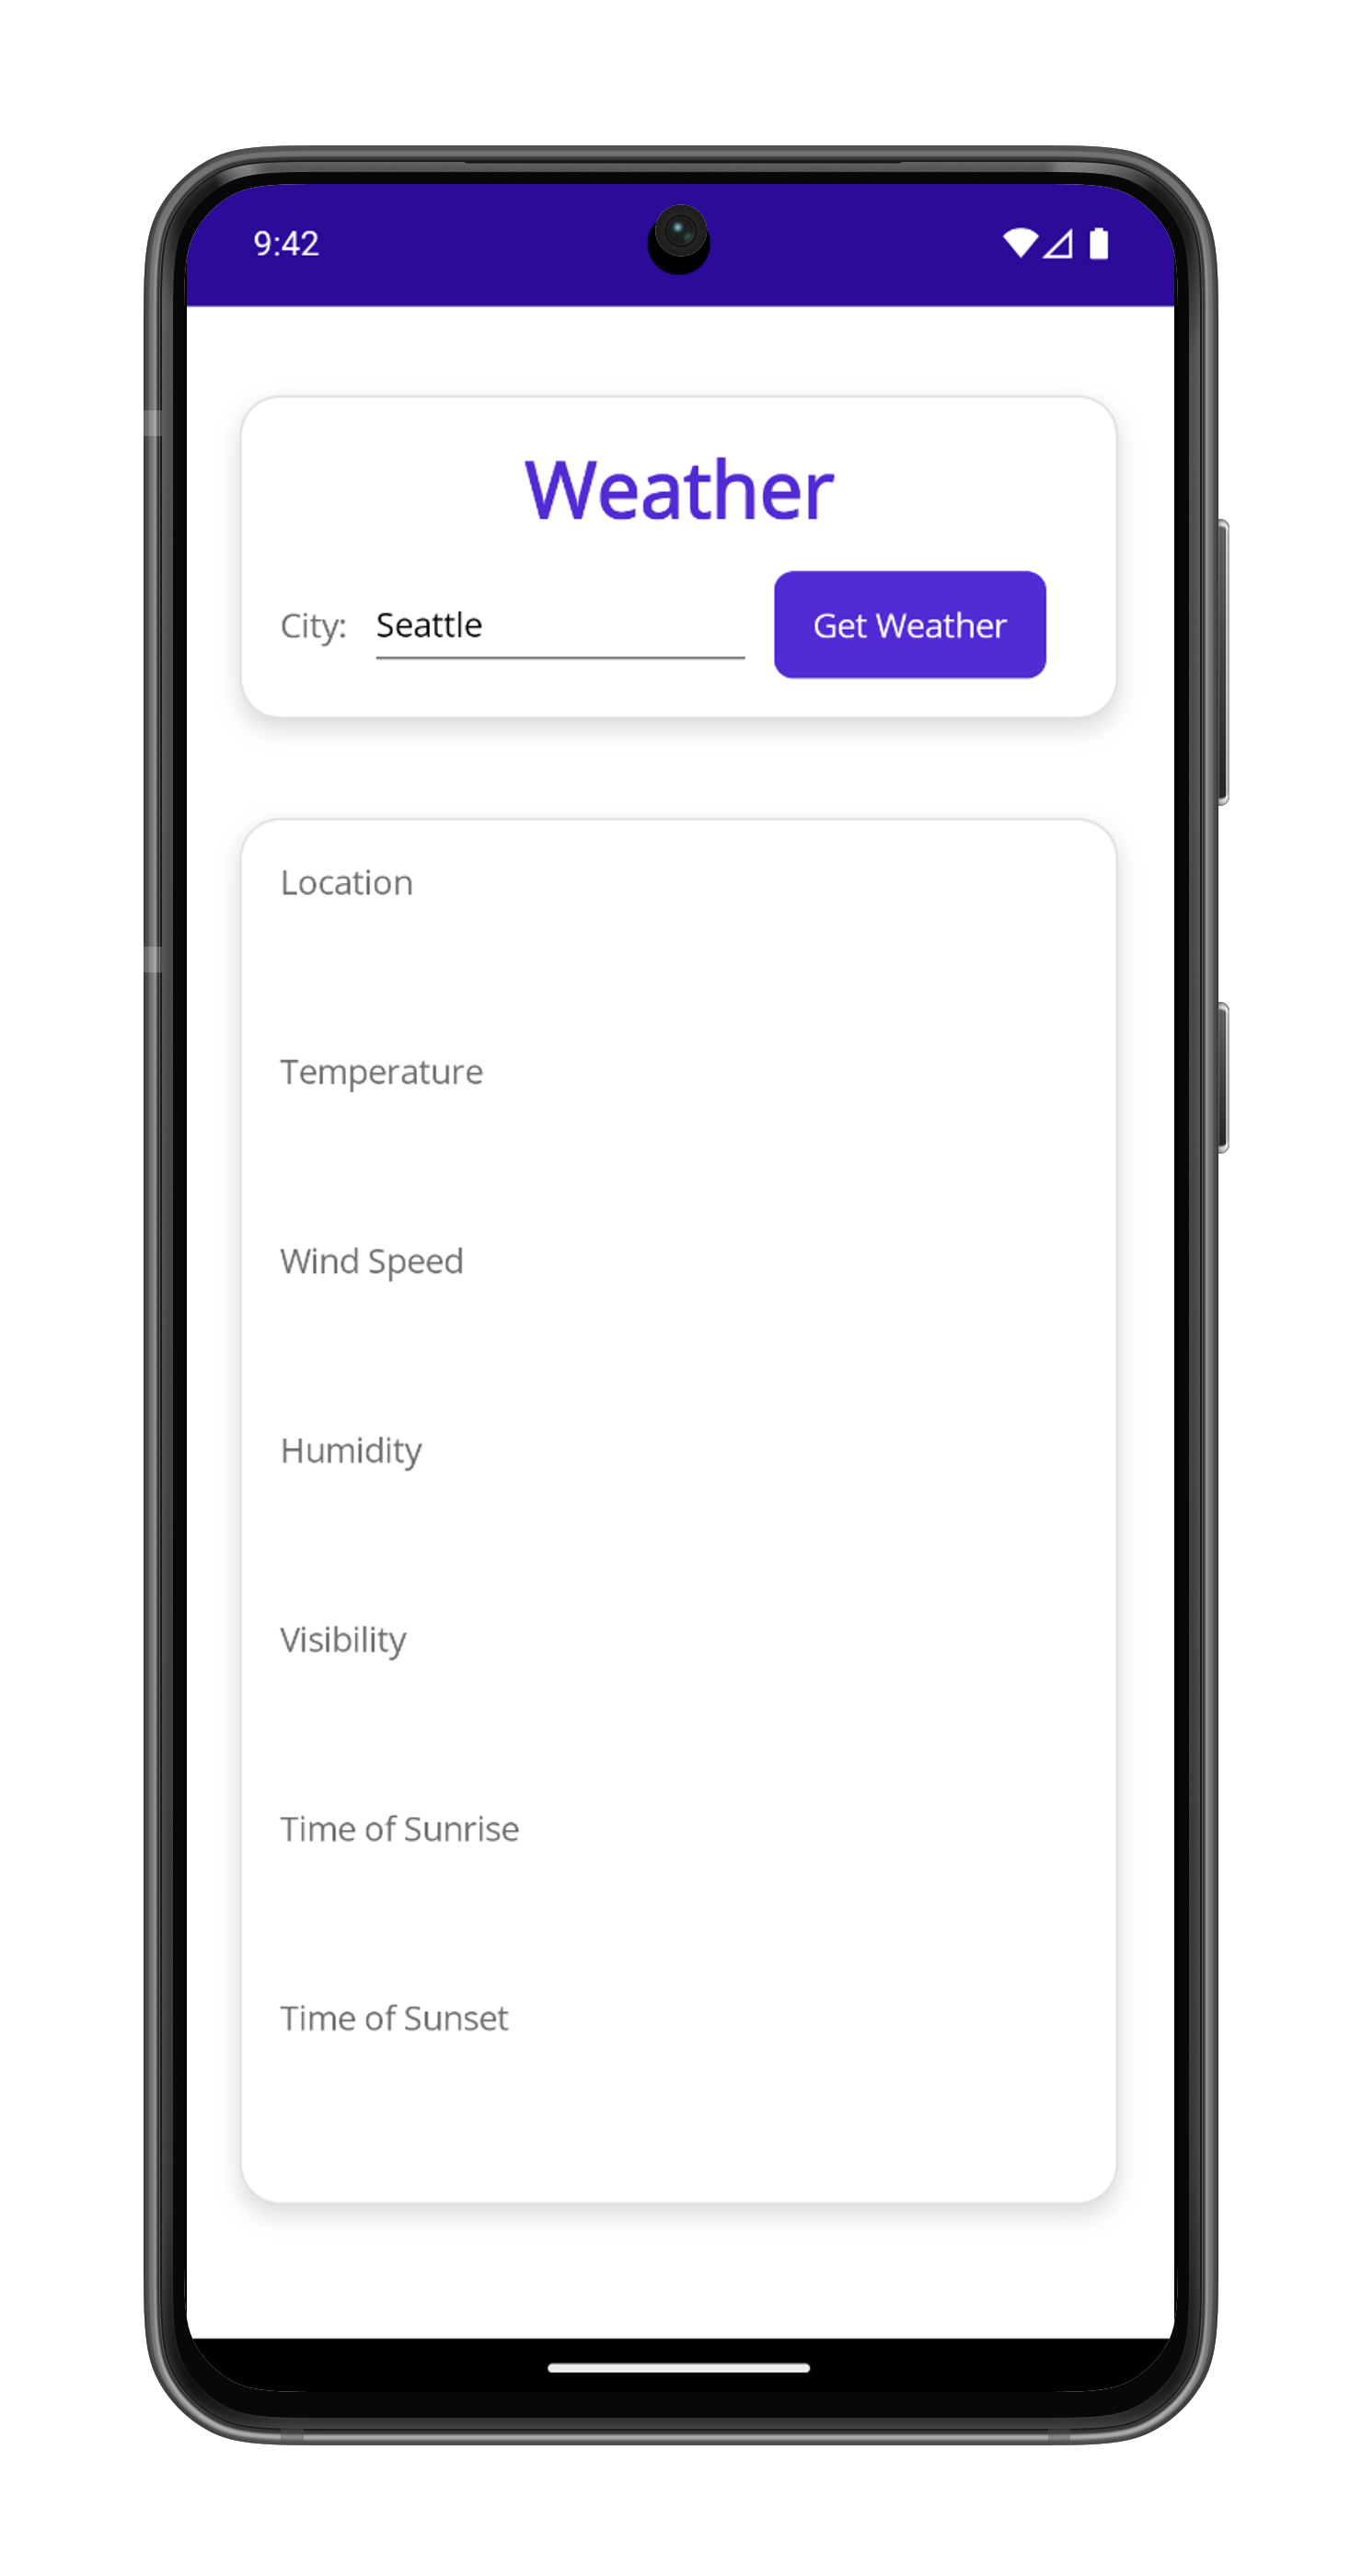 9:42
Weather
City: Seattle Get Weather
Location
Temperature
Wind Speed
Humidity
Visibility
Time of Sunrise
Time of Sunset